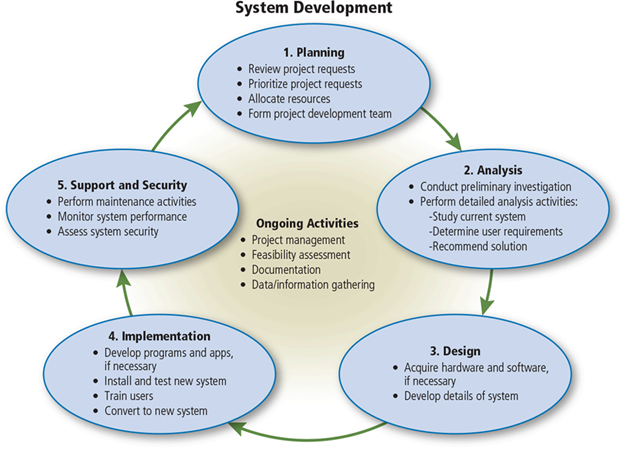 System Development
1. Planning
• Review project requests
• Prioritize project requests
• Allocate resources
• Form project development team
2. Analysis
• Conduct preliminary investigation
• Perform detailed analysis activities:
-Study current system
-Determine user requirements
-Recommend solution
3. Design
• Acquire hardware and software,
if necessary
• Develop details of system
4. Implementation
• Develop programs and apps,
if necessary
• Install and test new system
• Train users
• Convert to new system
5. Support and Security
• Perform maintenance activities
• Monitor system performance
• Assess system security
Ongoing Activities
• Project management
• Feasibility assessment
• Documentation
• Data/information gathering